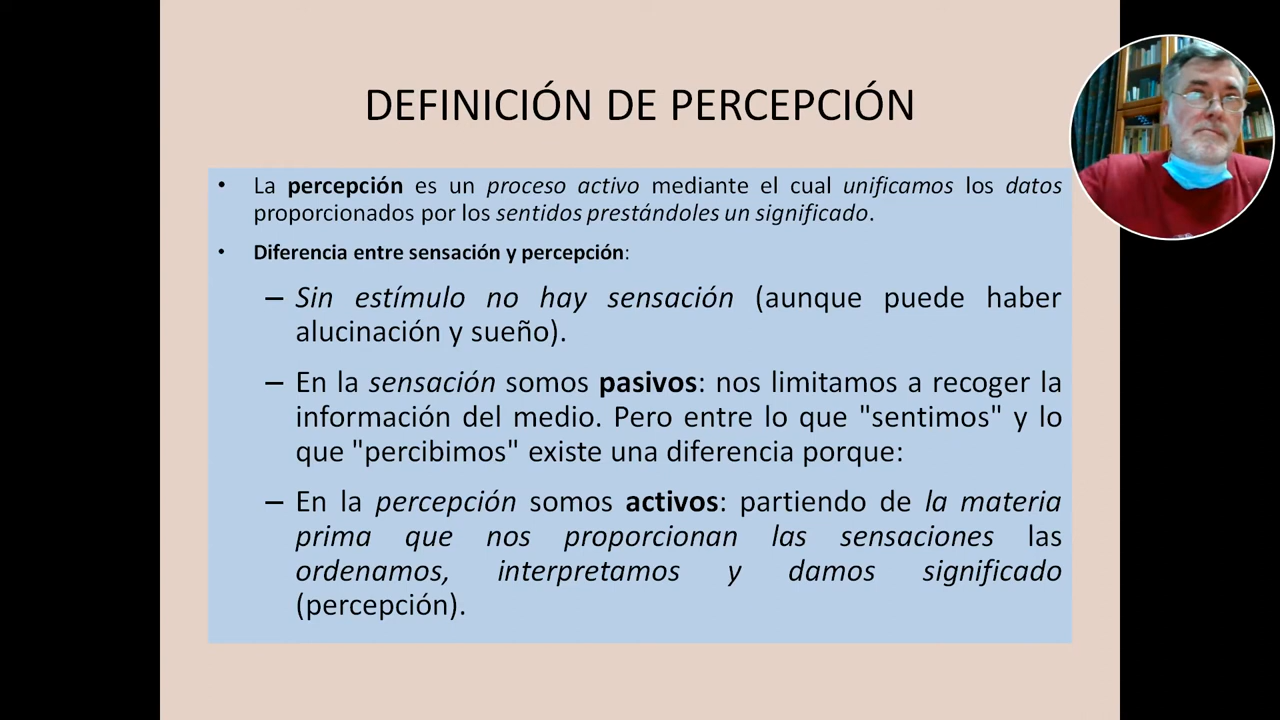 DEFINICIÓN DE PERCEPCIÓN
• La percepción es un proceso activo mediante el cual unificamos los datos
proporcionados por los sentidos prestándoles un significado.
• Diferencia entre sensación y percepción:
– Sin estímulo no hay sensación (aunque puede haber
alucinación y sueño).
– En la sensación somos pasivos: nos limitamos a recoger la
información del medio. Pero entre lo que "sentimos" y lo
que "percibimos" existe una diferencia porque:
– En la percepción somos activos: partiendo de la materia
prima que nos proporcionan las sensaciones las
ordenamos, interpretamos y damos significado
(percepción).